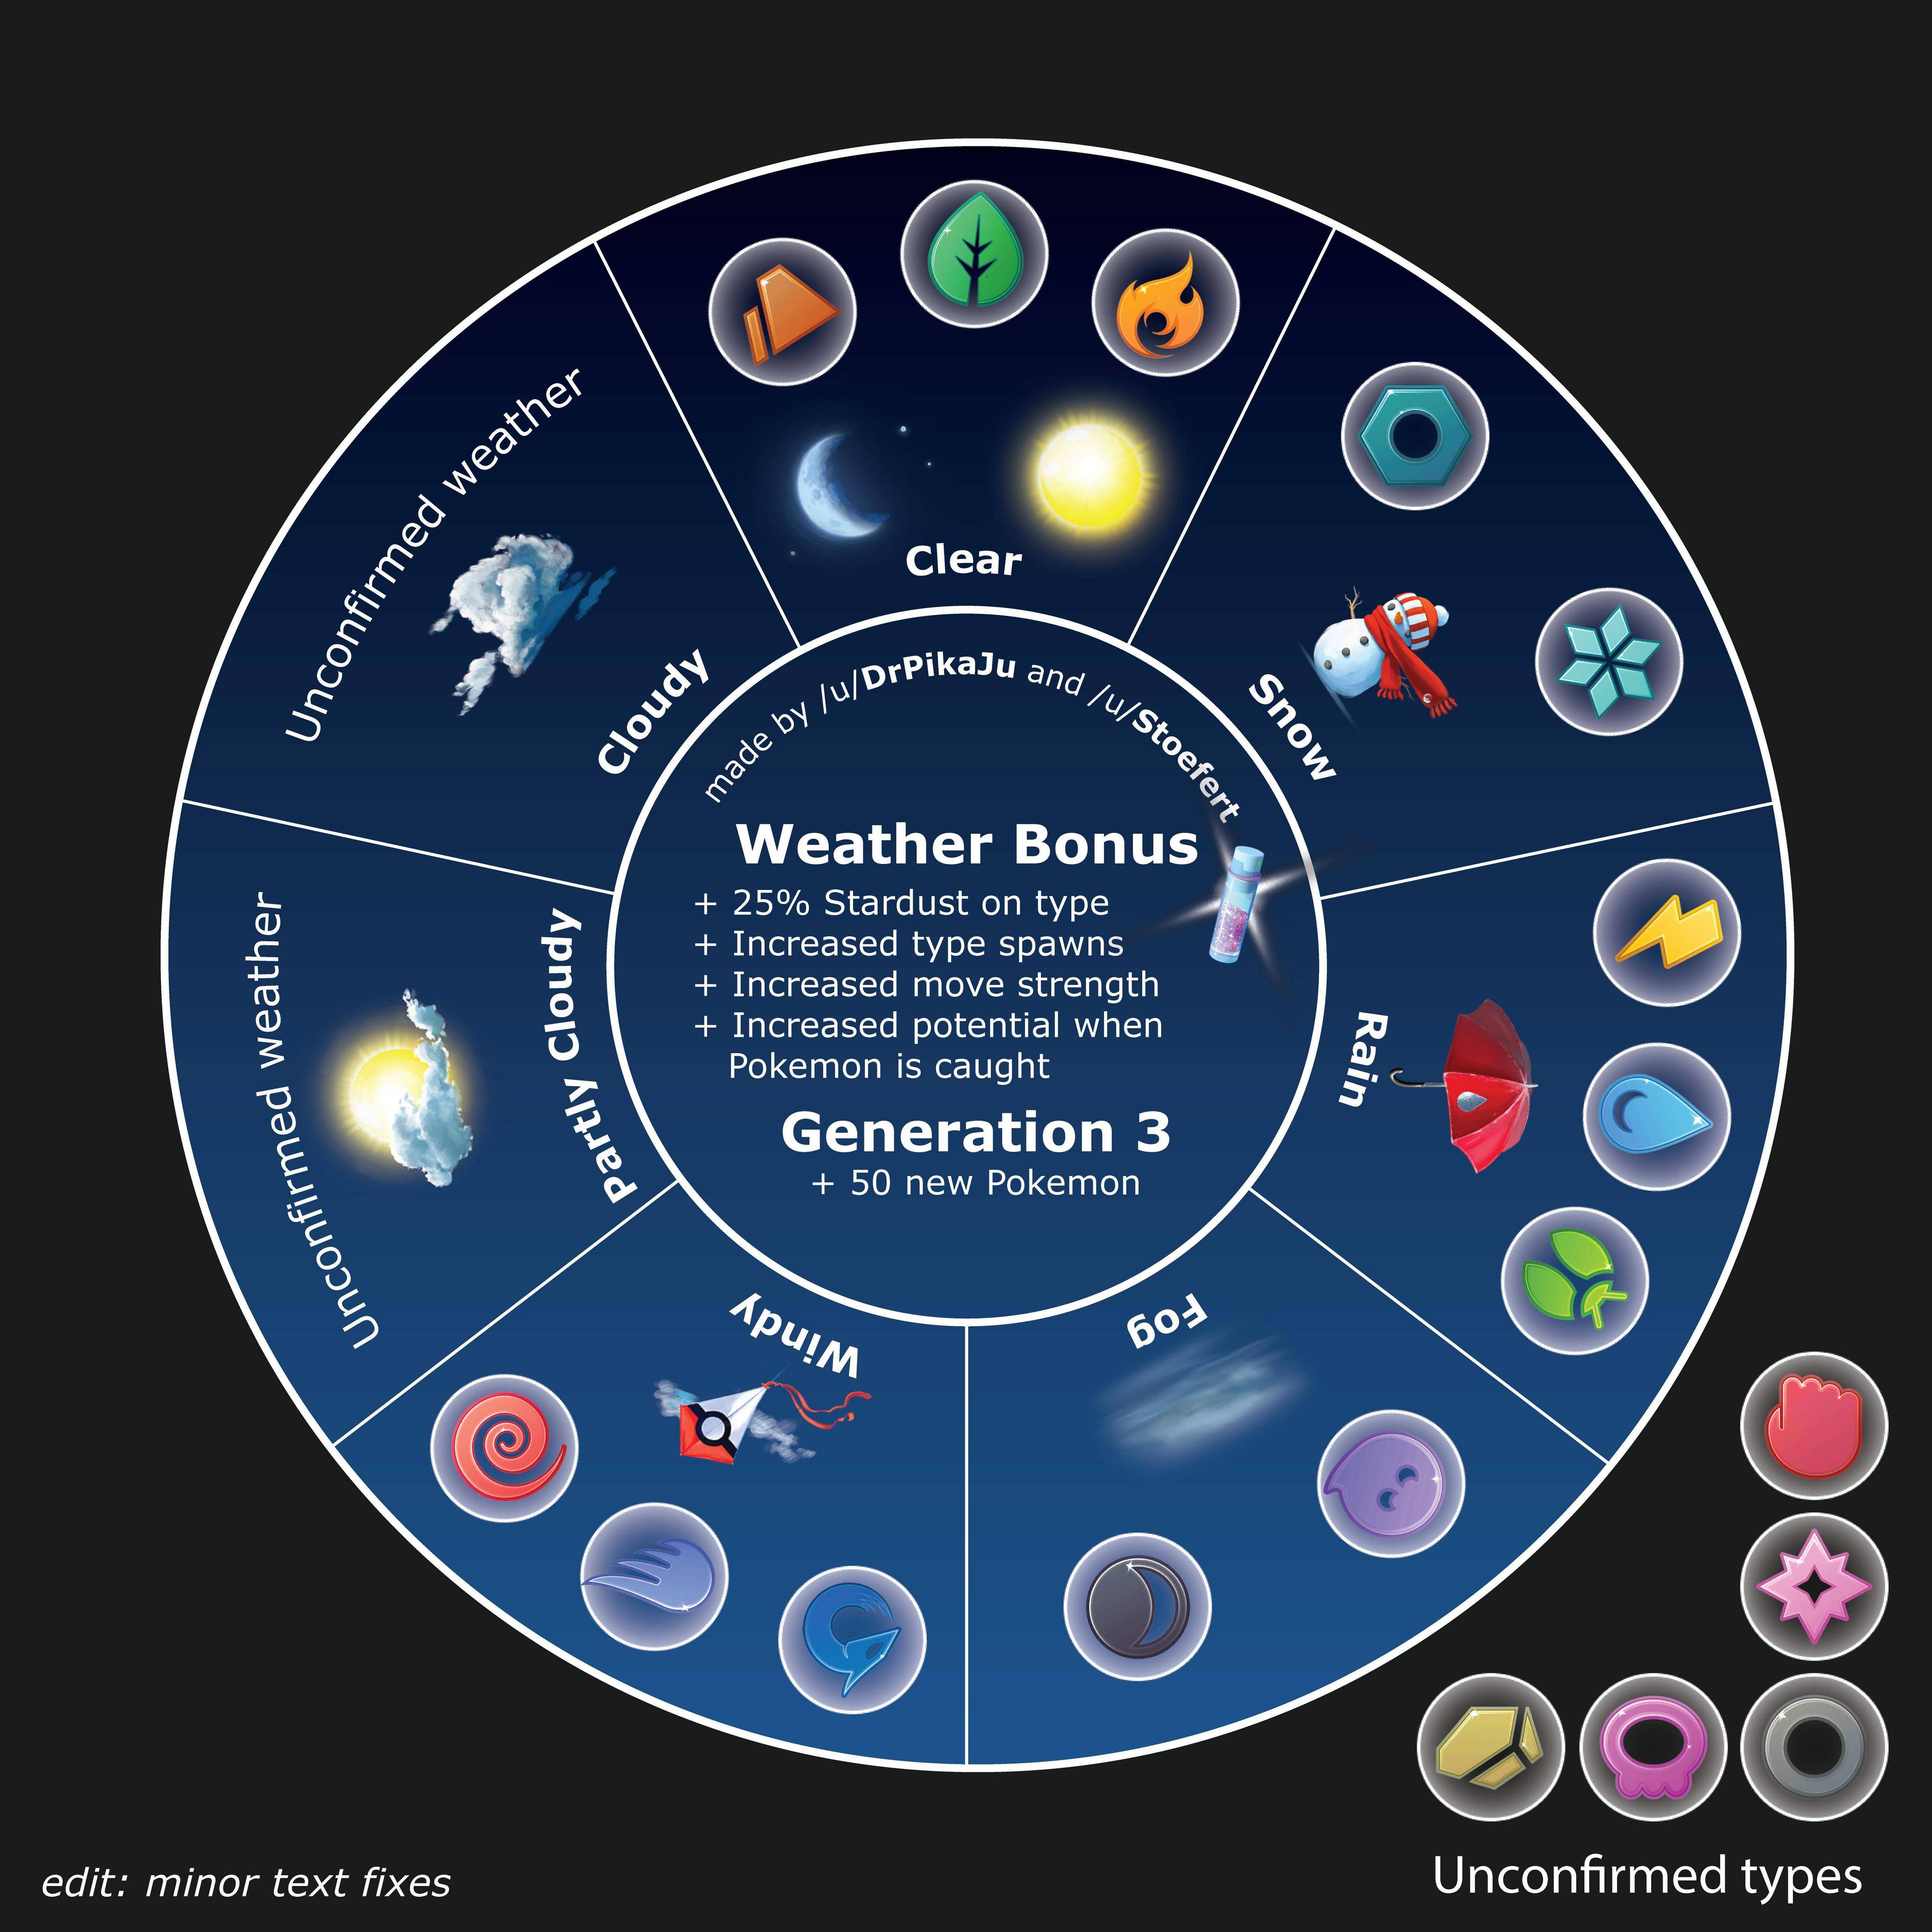 Clear
Snow
Rain
Fog
Windy
Partly Cloudy
Unconfirmed weather
Cloudy
Unconfirmed weather
made by /u/DrPikaJu and /u/Stoefert
Weather Bonus
+ 25% Stardust on type
+ Increased type spawns
+ Increased move strength
+ Increased potential when
Pokemon is caught
Generation 3
+ 50 new Pokemon
Unconfirmed types
edit: minor text fixes